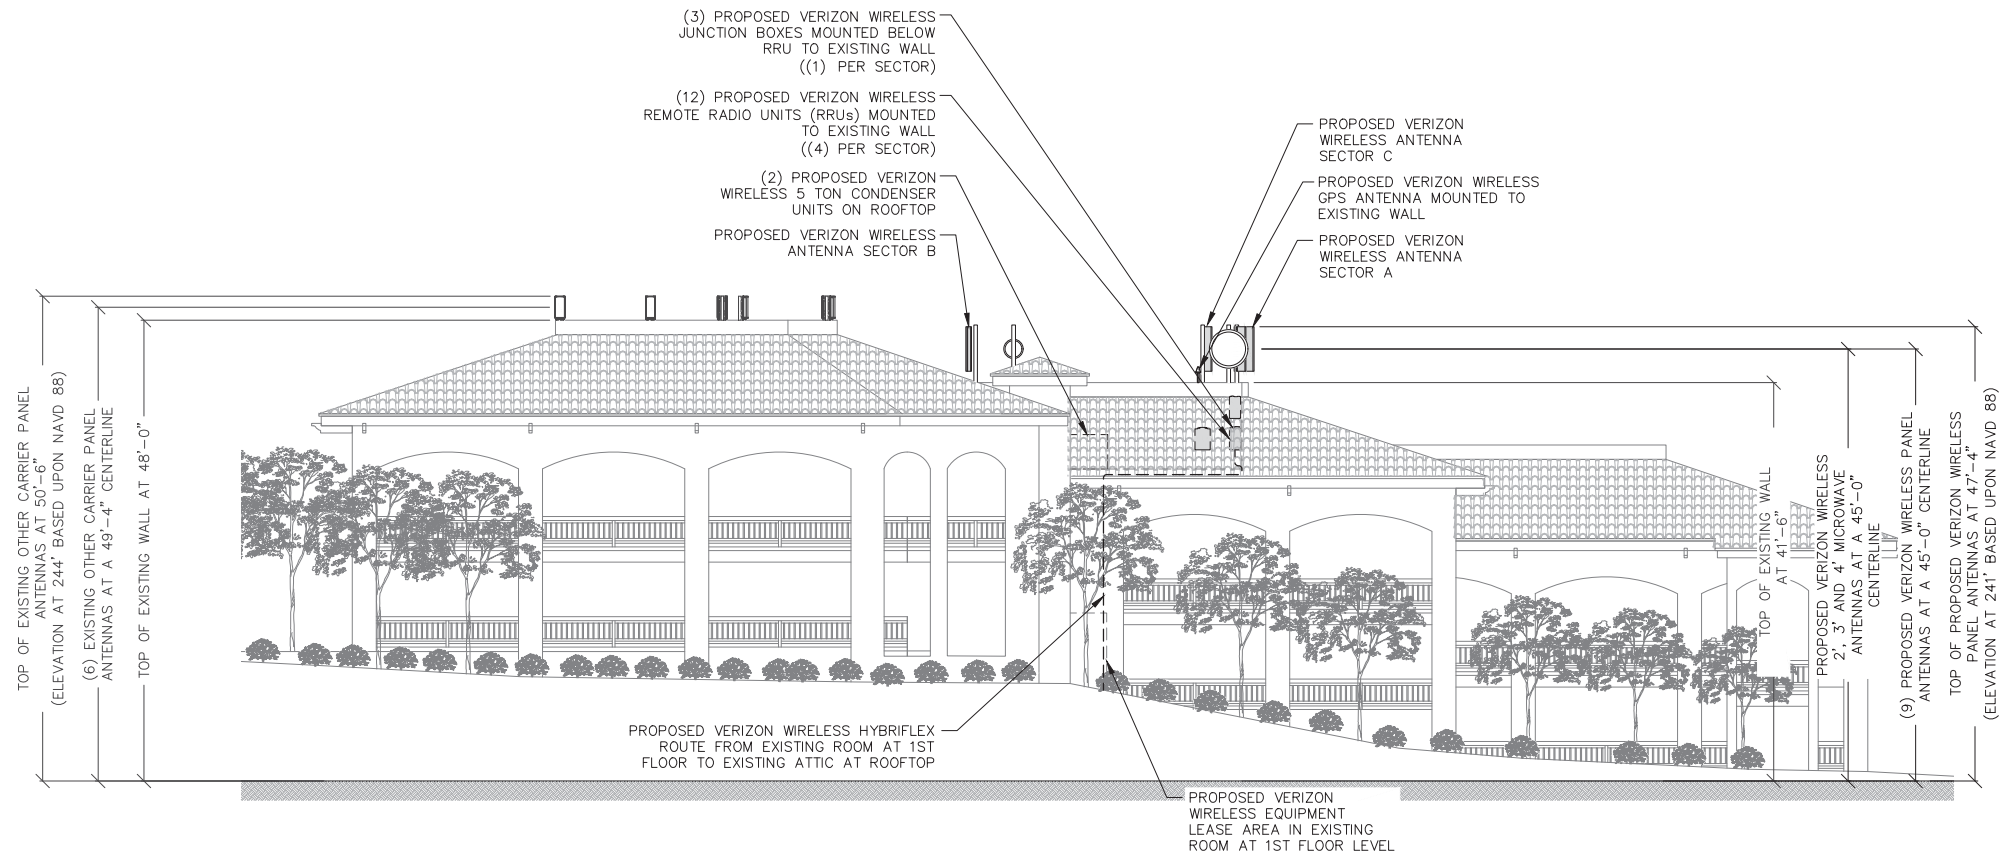 (3) PROPOSED VERIZON WIRELESS
JUNCTION BOXES MOUNTED BELOW
RRU TO EXISTING WALL
((1) PER SECTOR)
(12) PROPOSED VERIZON WIRELESS
REMOTE RADIO UNITS (RRUs) MOUNTED
TO EXISTING WALL
((4) PER SECTOR)
(2) PROPOSED VERIZON
WIRELESS 5 TON CONDENSER
UNITS ON ROOFTOP
PROPOSED VERIZON WIRELESS
ANTENNA SECTOR B
PROPOSED VERIZON
WIRELESS ANTENNA
SECTOR C
PROPOSED VERIZON WIRELESS
GPS ANTENNA MOUNTED TO
EXISTING WALL
PROPOSED VERIZON
WIRELESS ANTENNA
SECTOR A
TOP OF EXISTING OTHER CARRIER PANEL
ANTENNAS AT 50'-6"
(ELEVATION AT 244' BASED UPON NAVD 88)
(6) EXISTING OTHER CARRIER PANEL
ANTENNAS AT A 49'-4" CENTERLINE
TOP OF EXISTING WALL AT 48'-0"
TOP OF EXISTING WALL
AT 41'-6"
PROPOSED VERIZON WIRELESS
2', 3' AND 4' MICROWAVE
ANTENNAS AT A 45'-0"
CENTERLINE
(9) PROPOSED VERIZON WIRELESS PANEL
ANTENNAS AT A 45'-0" CENTERLINE
TOP OF PROPOSED VERIZON WIRELESS
PANEL ANTENNAS AT 47'-4"
(ELEVATION AT 241' BASED UPON NAVD 88)
PROPOSED VERIZON WIRELESS HYBRIFLEX
ROUTE FROM EXISTING ROOM AT 1ST
FLOOR TO EXISTING ATTIC AT ROOFTOP
PROPOSED VERIZON
WIRELESS EQUIPMENT
LEASE AREA IN EXISTING
ROOM AT 1ST FLOOR LEVEL